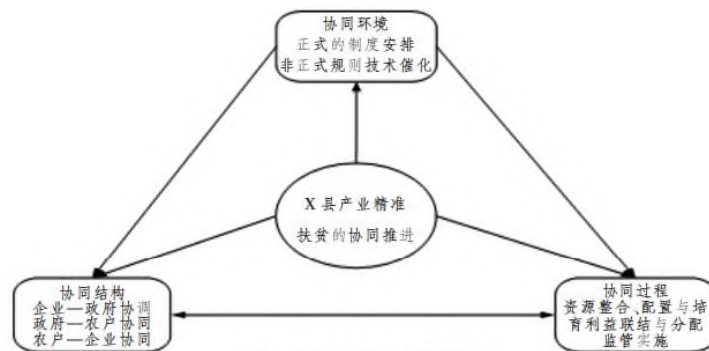 协同环境
正式的制度安排
非正式规则技术催化
X县产业精准
扶贫的协同推进
协同结构
企业—政府协调
政府—农户协同
农户—企业协同
协同过程
资源整合、配置与培
育利益联结与分配
监管实施